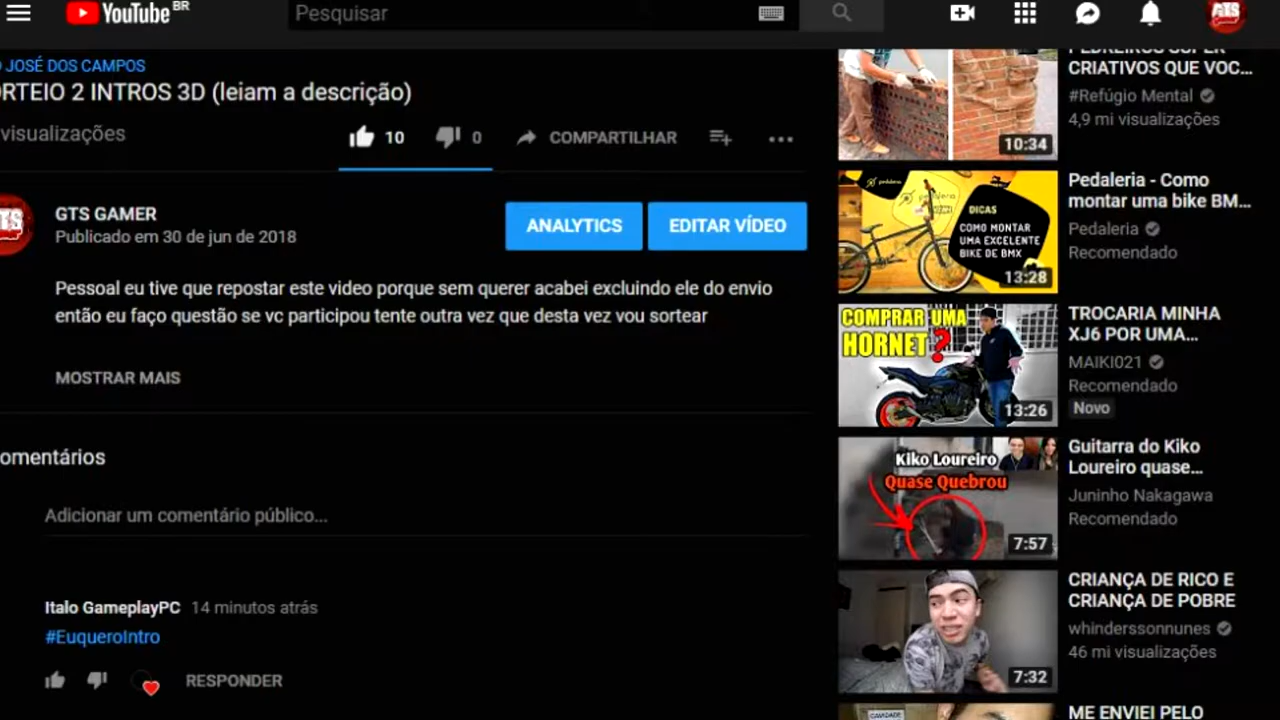 YouTube BR
Pesquisar
JOSÉ DOS CAMPOS
RTEIO 2 INTROS 3D (leiam a descrição)
visualizações
10
0
COMPARTILHAR
GTS GAMER
Publicado em 30 de jun de 2018
ANALYTICS
EDITAR VÍDEO
Pessoal eu tive que repostar este video porque sem querer acabei excluindo ele do envio
então eu faço questão se vc participou tente outra vez que desta vez vou sortear
MOSTRAR MAIS
omentários
Adicionar um comentário público...
Italo GameplayPC 14 minutos atrás
#EuqueroIntro
RESPONDER
PEDREIROS SUPER
CRIATIVOS QUE VOC...
#Refúgio Mental
4,9 mi visualizações
10:34
DICAS
COMO MONTAR
UMA EXCELENTE
BIKE DE BMX
13:28
Pedaleria - Como
montar uma bike BM...
Pedaleria
Recomendado
COMPRAR UMA
HORNET?
13:26
TROCARIA MINHA
XJ6 POR UMA...
MAIKI021
Recomendado
Novo
Kiko Loureiro
Quase Quebrou
7:57
Guitarra do Kiko
Loureiro quase...
Juninho Nakagawa
Recomendado
7:32
CRIANÇA DE RICO E
CRIANÇA DE POBRE
whinderssonnunes
46 mi visualizações
ME ENVIEI PELO